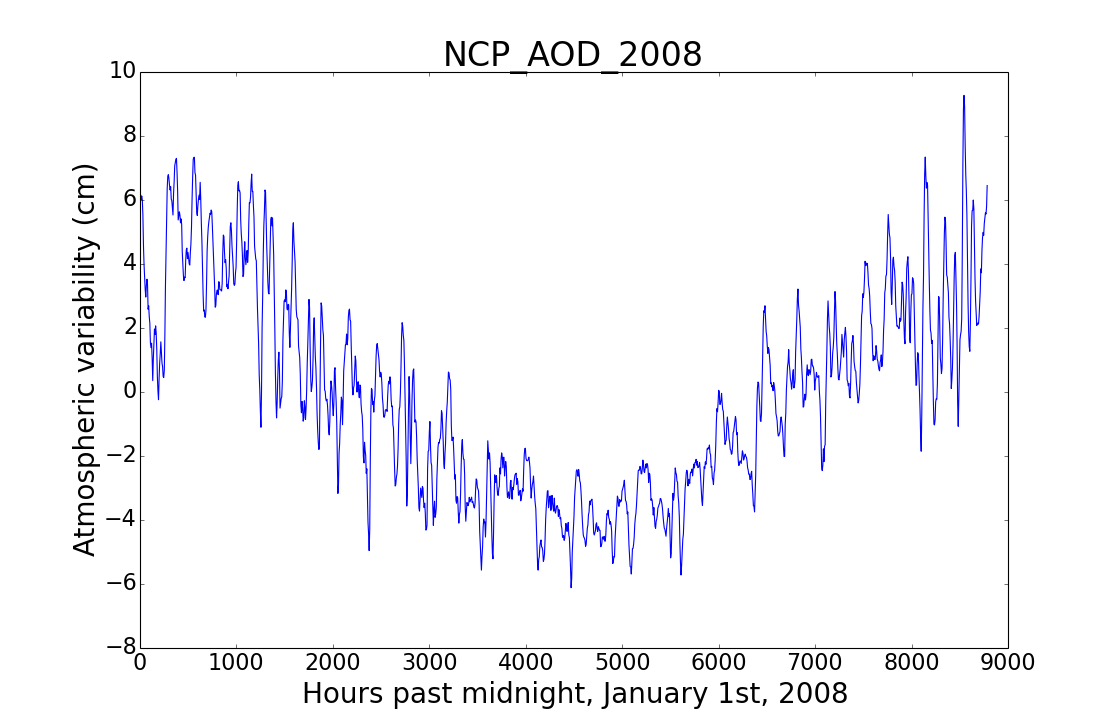 NCP_AOD_2008
10
8
6
4
2
0
−2
−4
−6
−8
Atmospheric variability (cm)
0 1000 2000 3000 4000 5000 6000 7000 8000 9000
Hours past midnight, January 1st, 2008